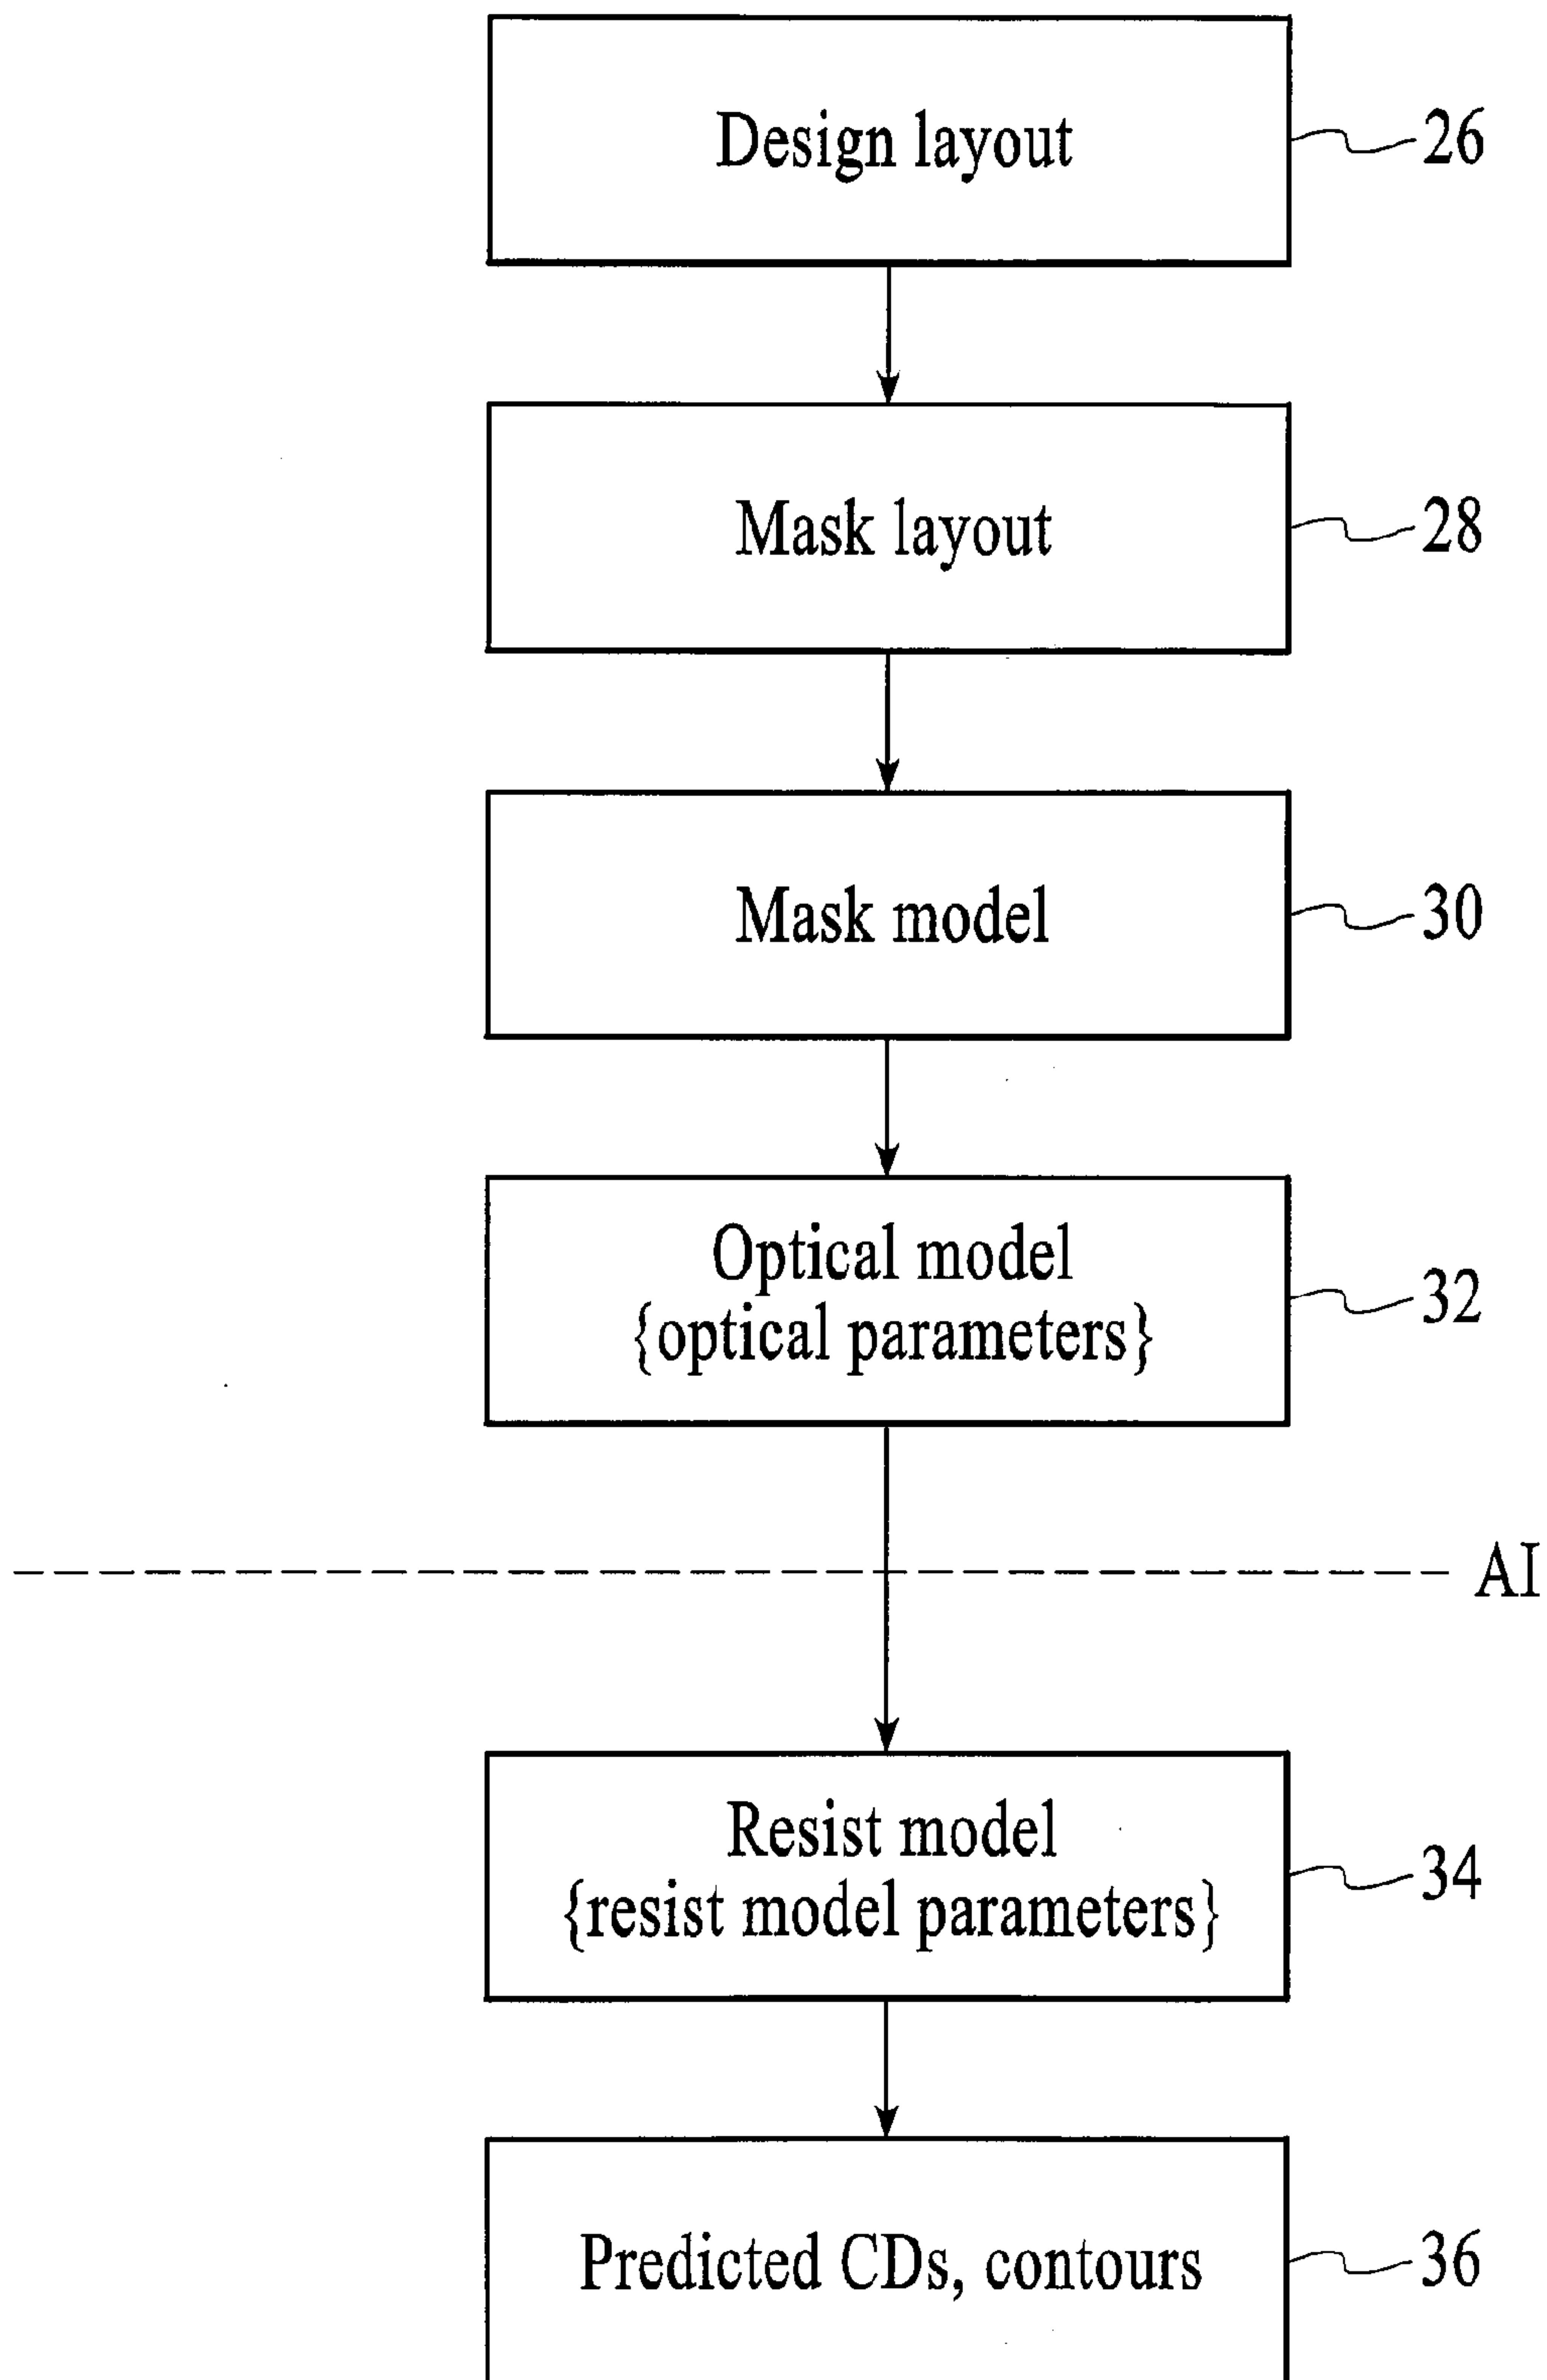 Design layout
26
Mask layout
28
Mask model
30
Optical model
{optical parameters}
32
AI
Resist model
{resist model parameters}
34
Predicted CDs, contours
36